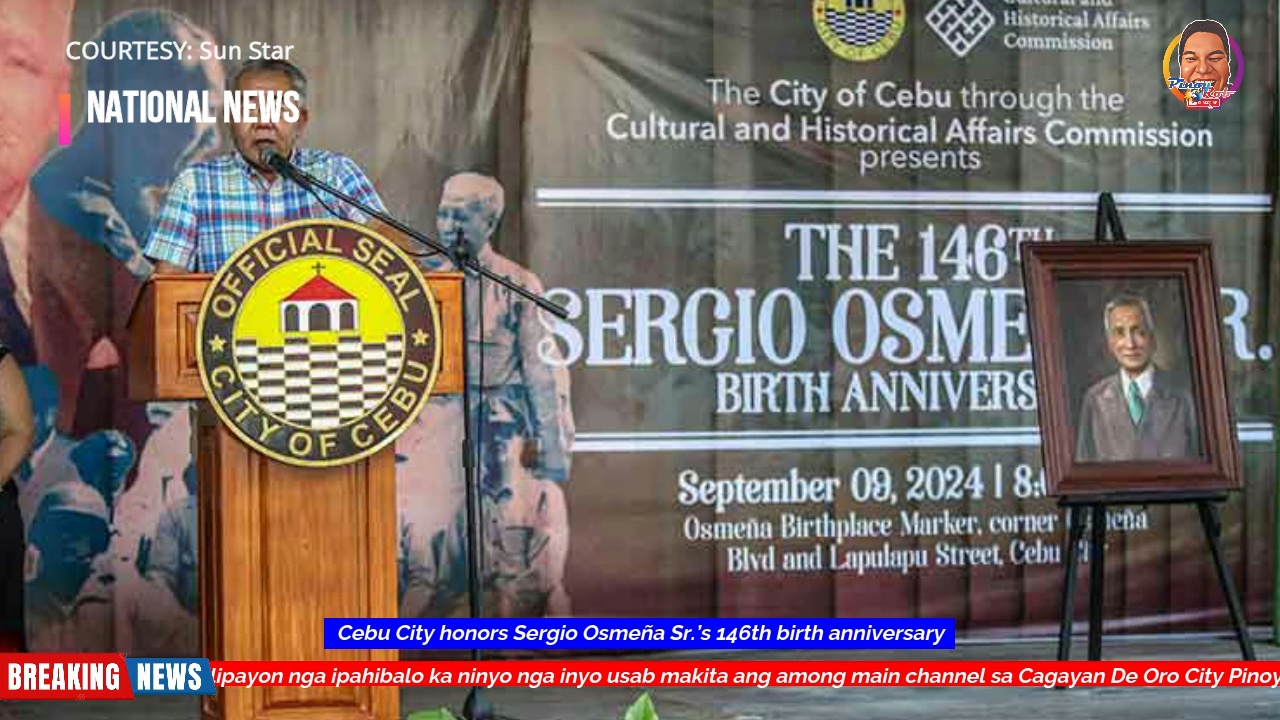 COURTESY: Sun Star
NATIONAL NEWS
Historical Affairs
Commission
The City of Cebu through the
Cultural and Historical Affairs Commission
presents
THE 146TH
SERGIO OSME R.
BIRTH ANNIVERS
September 09, 2024 | 8:
Osmeña Birthplace Marker, corner Osmeña
Blvd and Lapulapu Street, Cebu City
OFFICIAL SEAL
CITY OF CEBU
Cebu City honors Sergio Osmeña Sr.'s 146th birth anniversary
BREAKING NEWS
lipayon nga ipahibalo ka ninyo nga inyo usab makita ang among main channel sa Cagayan De Oro City Pinoy